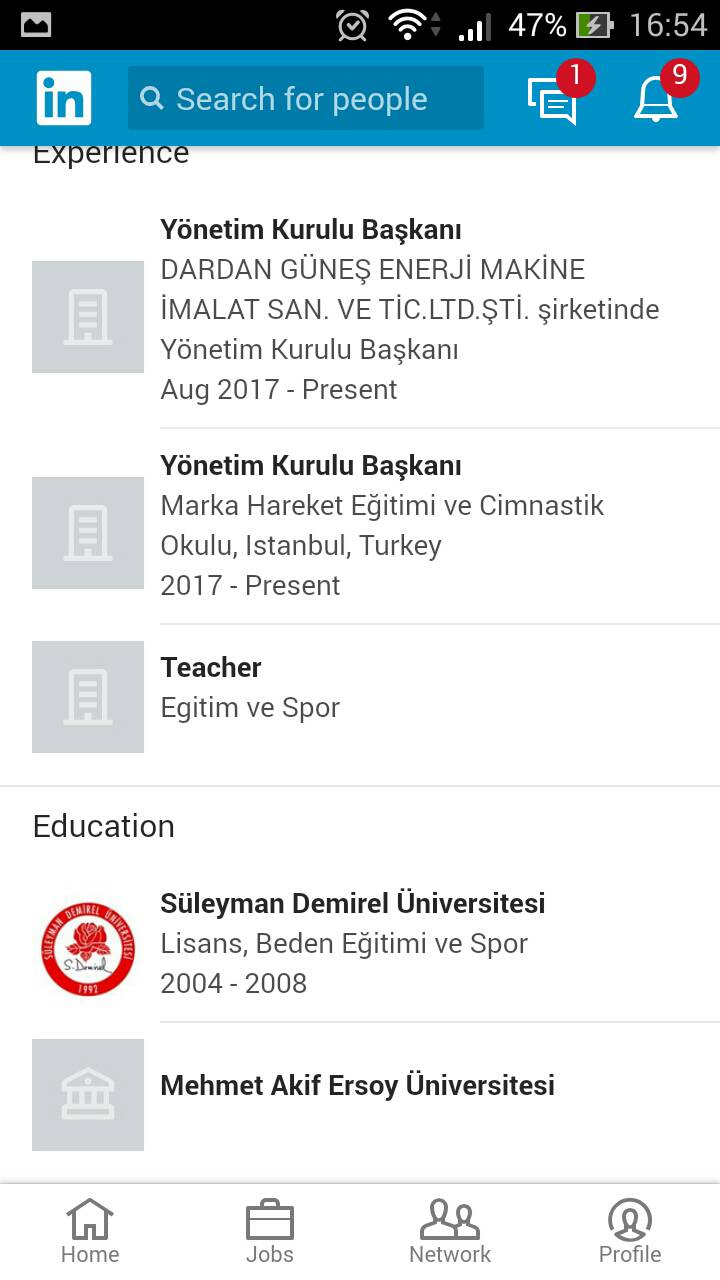 47% 16:54
in Search for people 1 9
Experience
Yönetim Kurulu Başkanı
DARDAN GÜNEŞ ENERJİ MAKİNE
İMALAT SAN. VE TİC.LTD.ŞTİ. şirketinde
Yönetim Kurulu Başkanı
Aug 2017 - Present
Yönetim Kurulu Başkanı
Marka Hareket Eğitimi ve Cimnastik
Okulu, Istanbul, Turkey
2017 - Present
Teacher
Egitim ve Spor
Education
SÜLEYMAN DEMİREL ÜNİVERSİTESİ
S. Demirel
1992
Süleyman Demirel Üniversitesi
Lisans, Beden Eğitimi ve Spor
2004 - 2008
Mehmet Akif Ersoy Üniversitesi
Home Jobs Network Profile